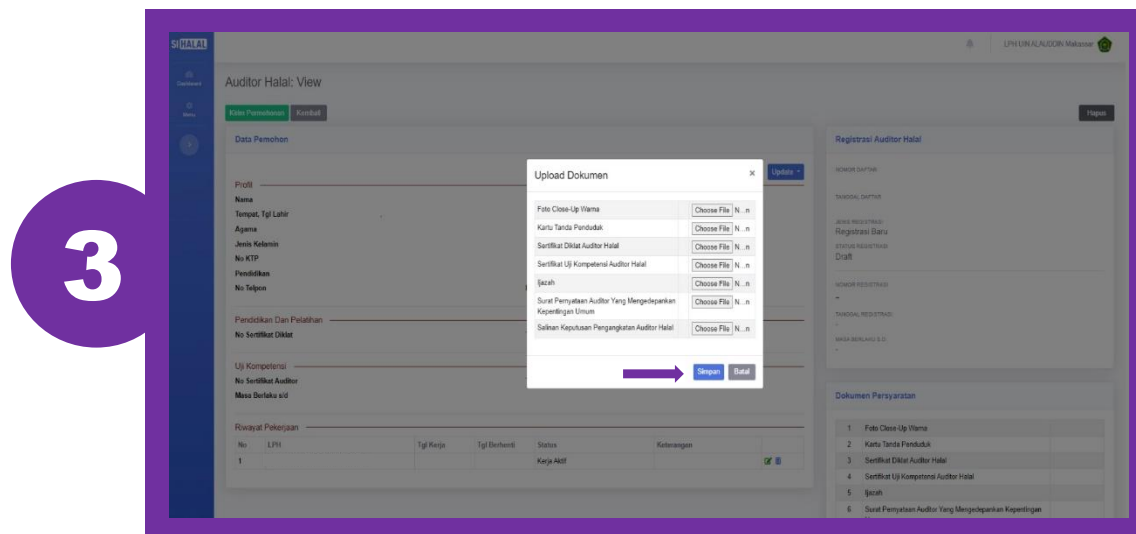 3
SIHALAL
LPH UIN ALAUDDIN Makassar
Dashboard
Menu
Auditor Halal: View
Kirim Permohonan
Kembali
Hapus
Data Pemohon
Update
Profil
Nama
Tempat, Tgl Lahir
Agama
Jenis Kelamin
No KTP
Pendidikan
No Telpon
Pendidikan Dan Pelatihan
No Sertifikat Diklat
Uji Kompetensi
No Sertifikat Auditor
Masa Berlaku s/d
Riwayat Pekerjaan
No LPH Tgl Kerja Tgl Berhenti Status Keterangan
1 Kerja Aktif
Upload Dokumen ×
Foto Close-Up Warna Choose File N...n
Kartu Tanda Penduduk Choose File N...n
Sertifikat Diklat Auditor Halal Choose File N...n
Sertifikat Uji Kompetensi Auditor Halal Choose File N...n
Ijazah Choose File N...n
Surat Pernyataan Auditor Yang Mengedepankan Choose File N...n
Kepentingan Umum
Salinan Keputusan Pengangkatan Auditor Halal Choose File N...n
Simpan Batal
Registrasi Auditor Halal
NOMOR DAFTAR
TANGGAL DAFTAR
JENIS REGISTRASI
Registrasi Baru
STATUS REGISTRASI
Draft
NOMOR REGISTRASI
-
TANGGAL REGISTRASI
-
MASA BERLAKU S.D.
-
Dokumen Persyaratan
1 Foto Close-Up Warna
2 Kartu Tanda Penduduk
3 Sertifikat Diklat Auditor Halal
4 Sertifikat Uji Kompetensi Auditor Halal
5 Ijazah
6 Surat Pernyataan Auditor Yang Mengedepankan Kepentingan